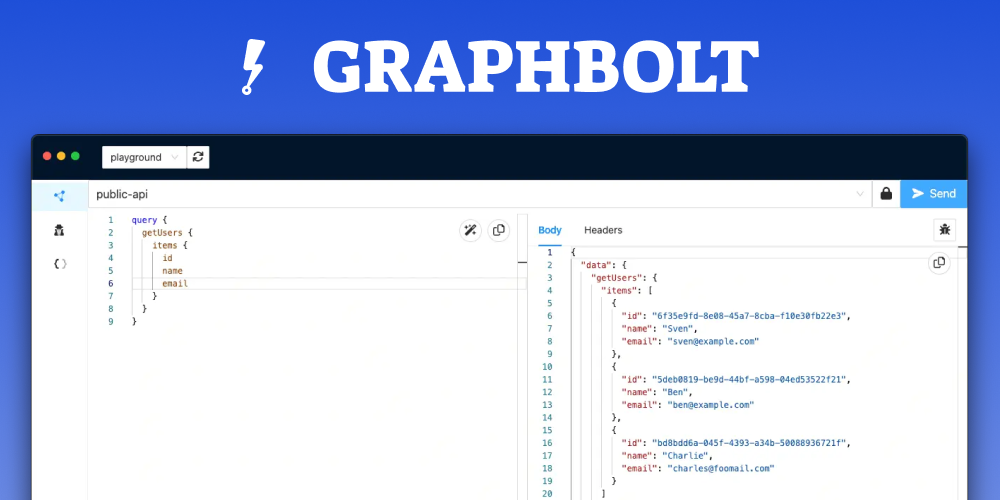 GRAPHBOLT
playground
public-api
Send
1 query {
2 getUsers {
3 items {
4 id
5 name
6 email
7 }
8 }
9 }
Body Headers
1 {
2 "data": {
3 "getUsers": {
4 "items": [
5 {
6 "id": "6f35e9fd-8e08-45a7-8cba-f10e30fb22e3",
7 "name": "Sven",
8 "email": "sven@example.com"
9 },
10 {
11 "id": "5deb0819-be9d-44bf-a598-04ed53522f21",
12 "name": "Ben",
13 "email": "ben@example.com"
14 },
15 {
16 "id": "bd8bdd6a-045f-4393-a34b-50088936721f",
17 "name": "Charlie",
18 "email": "charles@foomail.com"
19 }
20 ]